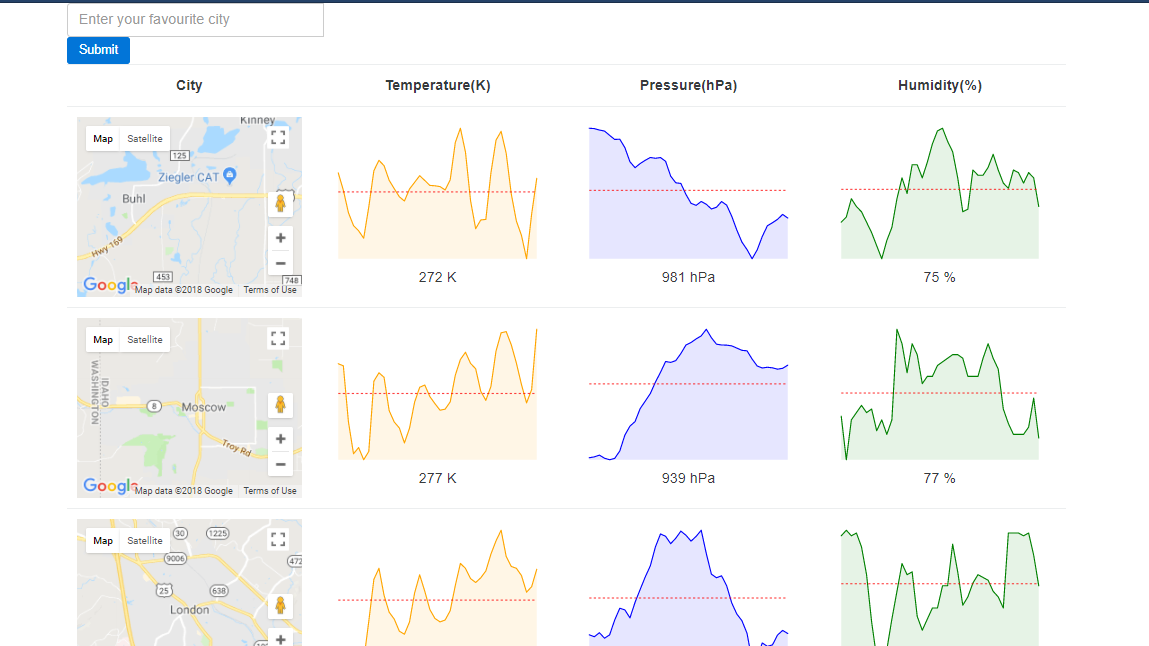 Enter your favourite city
Submit
City Temperature(K) Pressure(hPa) Humidity(%)
Kinney
Map Satellite
125
Ziegler CAT
Buhl
Hwy 169
453
748
Google Map data ©2018 Google Terms of Use
272 K 981 hPa 75 %
Map Satellite
WASHINGTON IDAHO
8
Moscow
Troy Rd
Google Map data ©2018 Google Terms of Use
277 K 939 hPa 77 %
Map Satellite
30 1225
9006
472
25 638
London